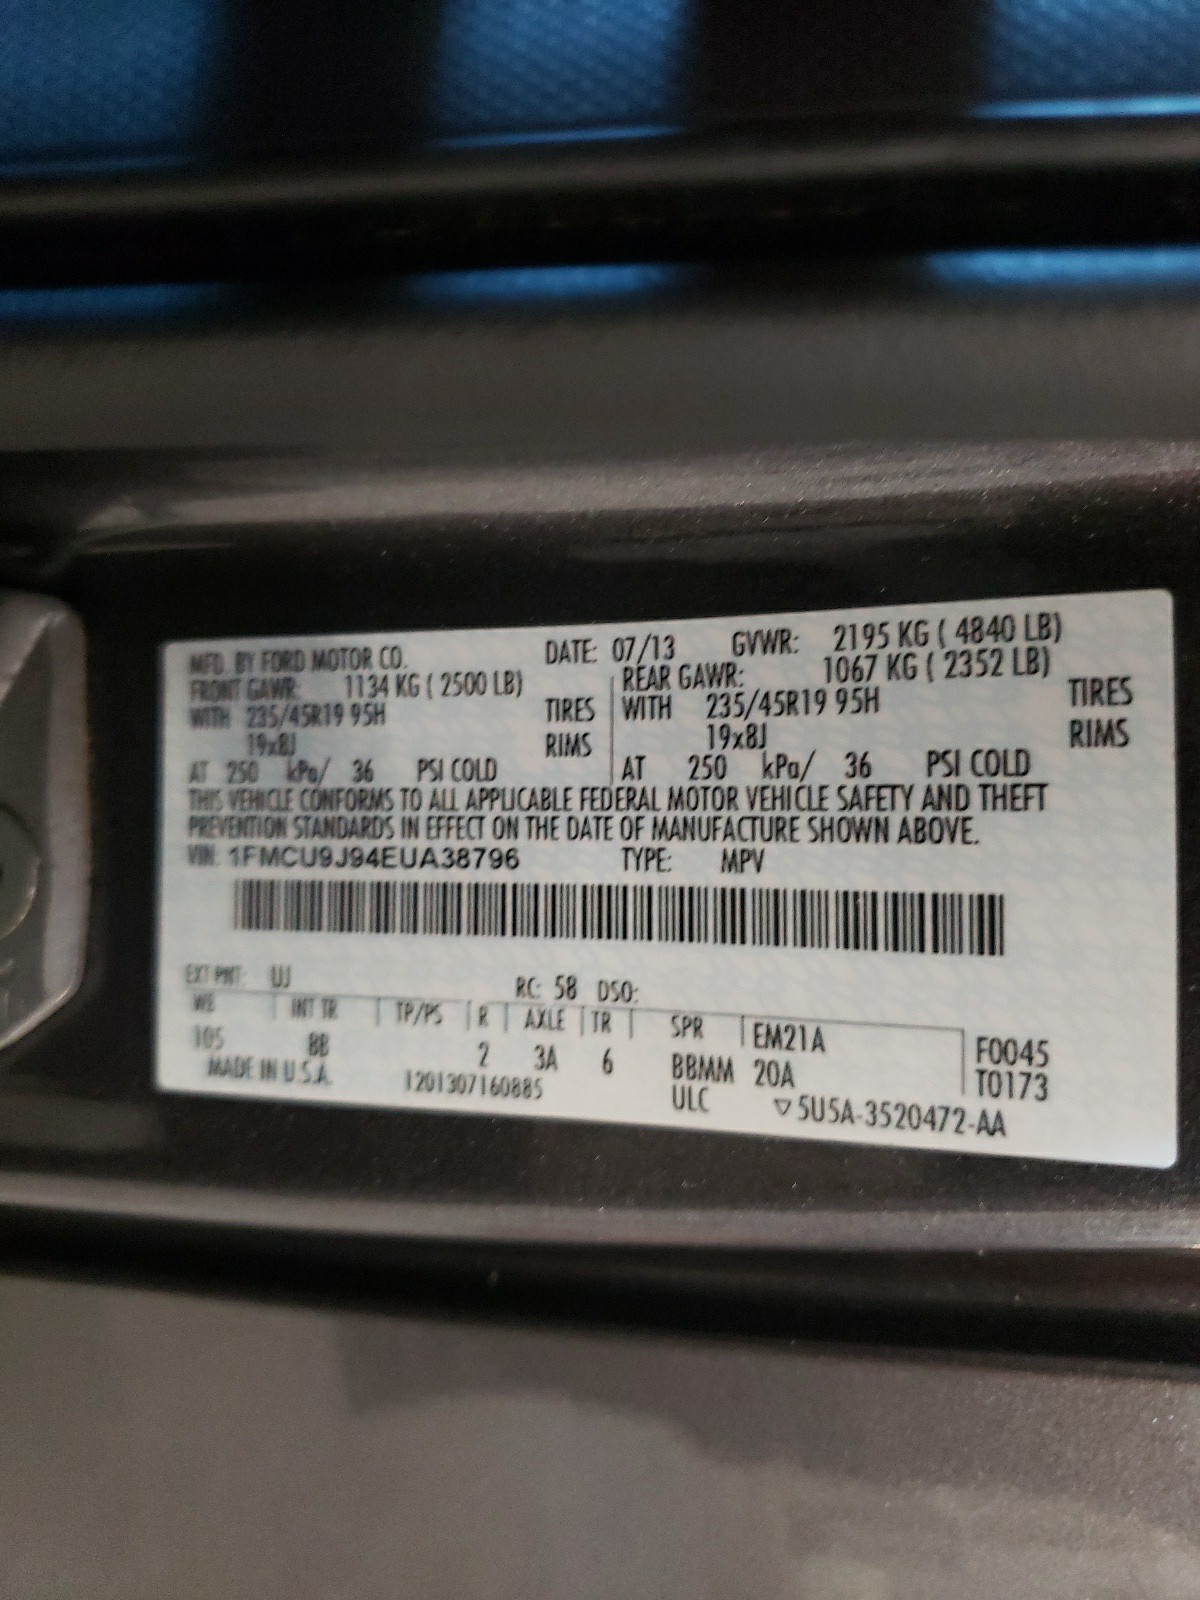 MFD. BY FORD MOTOR CO. DATE: 07/13 GVWR: 2195 KG ( 4840 LB)
FRONT GAWR: 1134 KG ( 2500 LB) REAR GAWR: 1067 KG ( 2352 LB)
WITH 235/45R19 95H TIRES WITH 235/45R19 95H TIRES
19x8J RIMS 19x8J RIMS
AT 250 kPa/ 36 PSI COLD AT 250 kPa/ 36 PSI COLD
THIS VEHICLE CONFORMS TO ALL APPLICABLE FEDERAL MOTOR VEHICLE SAFETY AND THEFT
PREVENTION STANDARDS IN EFFECT ON THE DATE OF MANUFACTURE SHOWN ABOVE.
VIN: 1FMCU9J94EUA38796 TYPE: MPV
EXT PNT: UJ RC: 58 DSO:
WB INT TR TP/PS R AXLE TR SPR EM21A F0045
105 BB 2 3A 6 BBMM 20A T0173
MADE IN U.S.A. 1201307160885 ULC ▽5U5A-3520472-AA